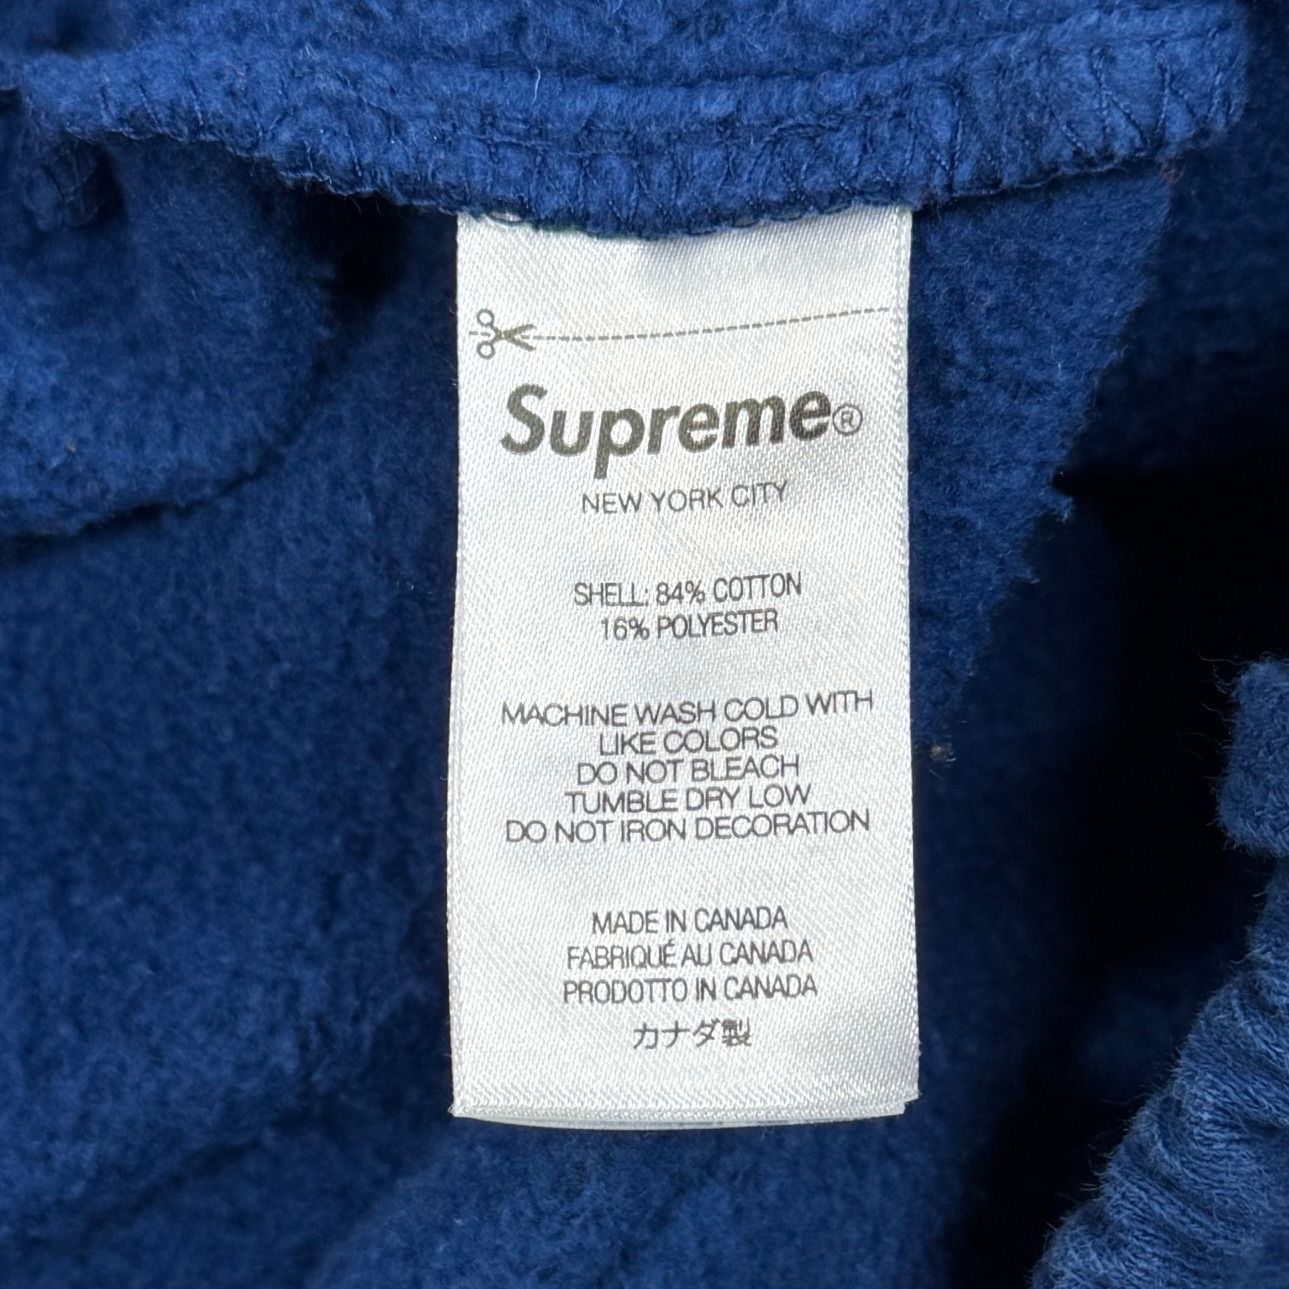 Supreme®
NEW YORK CITY
SHELL: 84% COTTON
16% POLYESTER
MACHINE WASH COLD WITH
LIKE COLORS
DO NOT BLEACH
TUMBLE DRY LOW
DO NOT IRON DECORATION
MADE IN CANADA
FABRIQUÉ AU CANADA
PRODOTTO IN CANADA
カナダ製